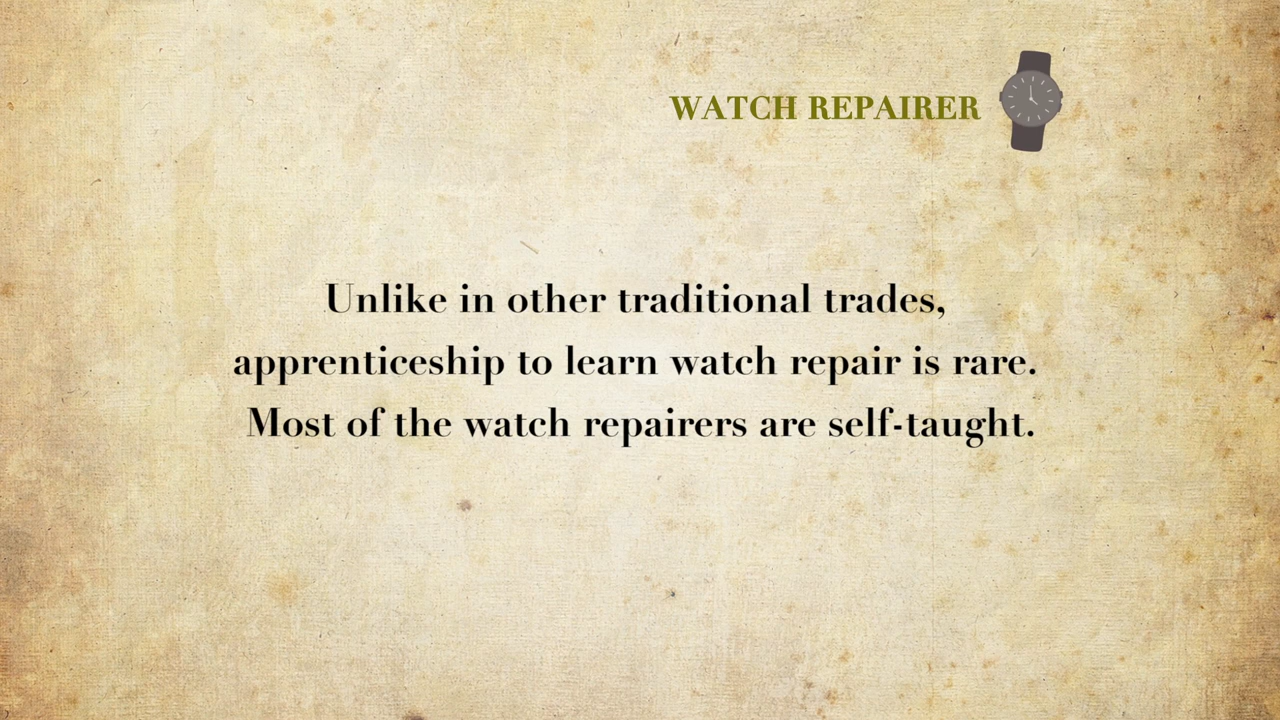 WATCH REPAIRER
Unlike in other traditional trades,
apprenticeship to learn watch repair is rare.
Most of the watch repairers are self-taught.